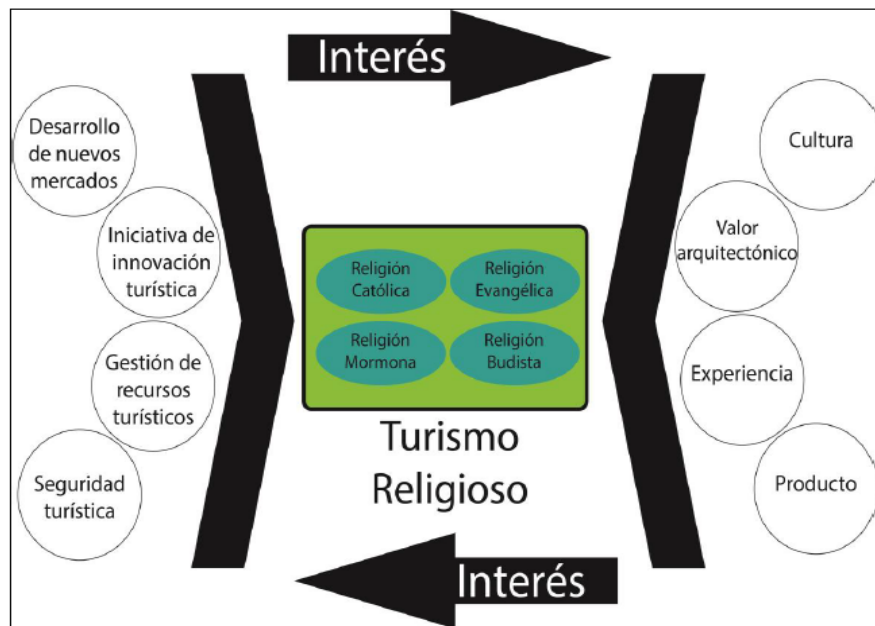 Interés
Desarrollo
de nuevos
mercados
Iniciativa de
innovación
turística
Gestión de
recursos
turísticos
Seguridad
turística
Religión
Católica
Religión
Evangélica
Religión
Mormona
Religión
Budista
Turismo
Religioso
Cultura
Valor
arquitectónico
Experiencia
Producto
Interés